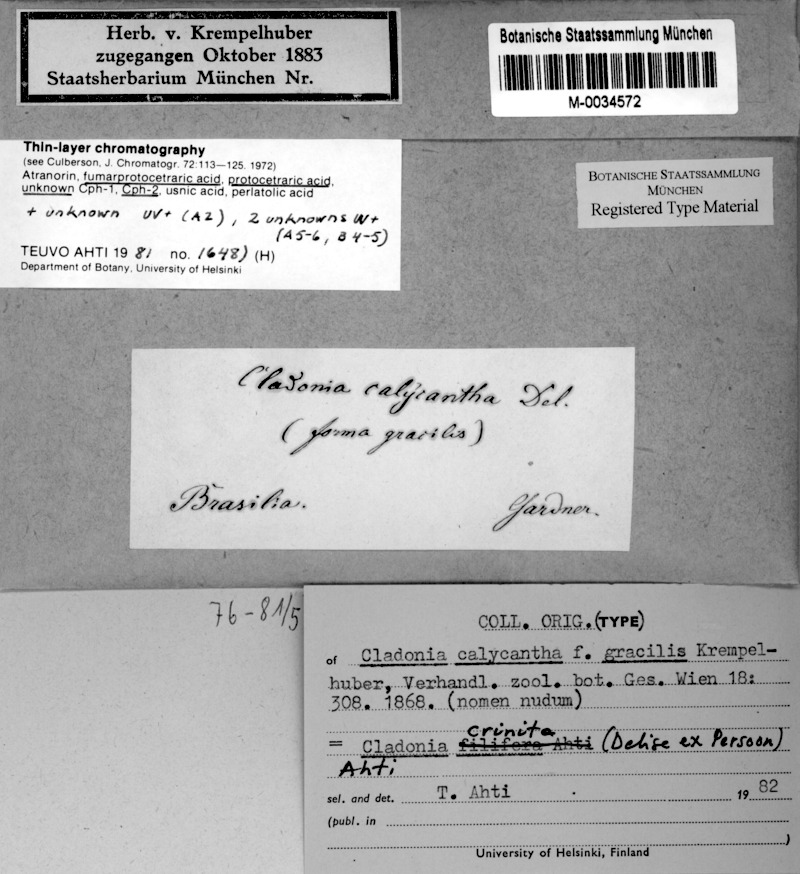 Herb. v. Krempelhuber
zugegangen Oktober 1883
Staatsherbarium München Nr.
Botanische Staatssammlung München
M-0034572
Thin-layer chromatography
(see Culberson, J. Chromatogr. 72:113—125. 1972)
Atranorin, fumarprotocetraric acid, protocetraric acid,
unknown Cph-1, Cph-2, usnic acid, perlatolic acid
+ unknown UV+ (A2), 2 unknowns UV+
(A5-6, B4-5)
TEUVO AHTI 1981 no. 1648) (H)
Department of Botany, University of Helsinki
BOTANISCHE STAATSSAMMLUNG
MÜNCHEN
Registered Type Material
Cladonia calycantha Del.
(forma gracilis)
Brasilia. Gardner.
76-81/5
COLL. ORIG. (TYPE)
of Cladonia calycantha f. gracilis Krempel-
huber, Verhandl. zool. bot. Ges. Wien 18:
308. 1868. (nomen nudum)
crinita
= Cladonia filifera Ahti (Delise ex Persoon)
Ahti
sel. and det. T. Ahti 1982
(publ. in )
University of Helsinki, Finland